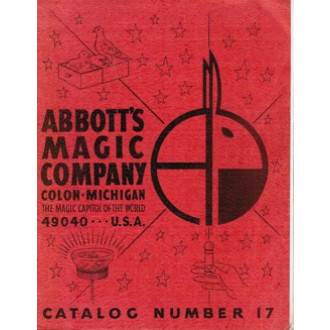 ABBOTT'S
MAGIC
COMPANY
COLON·MICHIGAN
THE MAGIC CAPITOL OF THE WORLD
49040···U.S.A.
CATALOG NUMBER 17